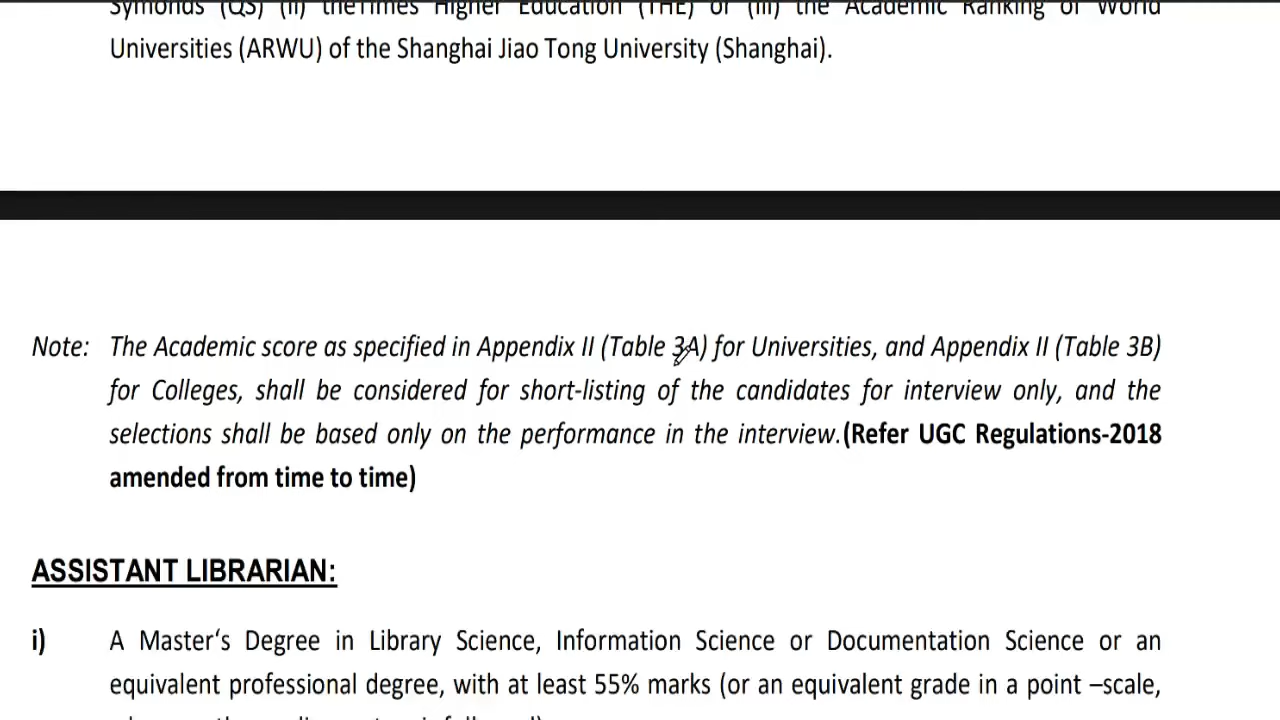 Symonds (QS) (ii) theTimes Higher Education (THE) or (iii) the Academic Ranking of World
Universities (ARWU) of the Shanghai Jiao Tong University (Shanghai).
Note: The Academic score as specified in Appendix II (Table 3A) for Universities, and Appendix II (Table 3B)
for Colleges, shall be considered for short-listing of the candidates for interview only, and the
selections shall be based only on the performance in the interview.(Refer UGC Regulations-2018
amended from time to time)
ASSISTANT LIBRARIAN:
i) A Master‘s Degree in Library Science, Information Science or Documentation Science or an
equivalent professional degree, with at least 55% marks (or an equivalent grade in a point –scale,